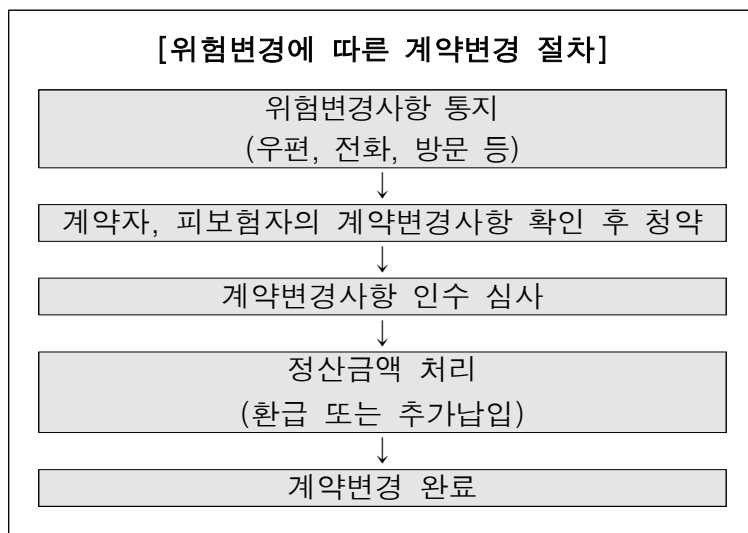 [위험변경에 따른 계약변경 절차]
위험변경사항 통지
(우편, 전화, 방문 등)
↓
계약자, 피보험자의 계약변경사항 확인 후 청약
↓
계약변경사항 인수 심사
↓
정산금액 처리
(환급 또는 추가납입)
↓
계약변경 완료